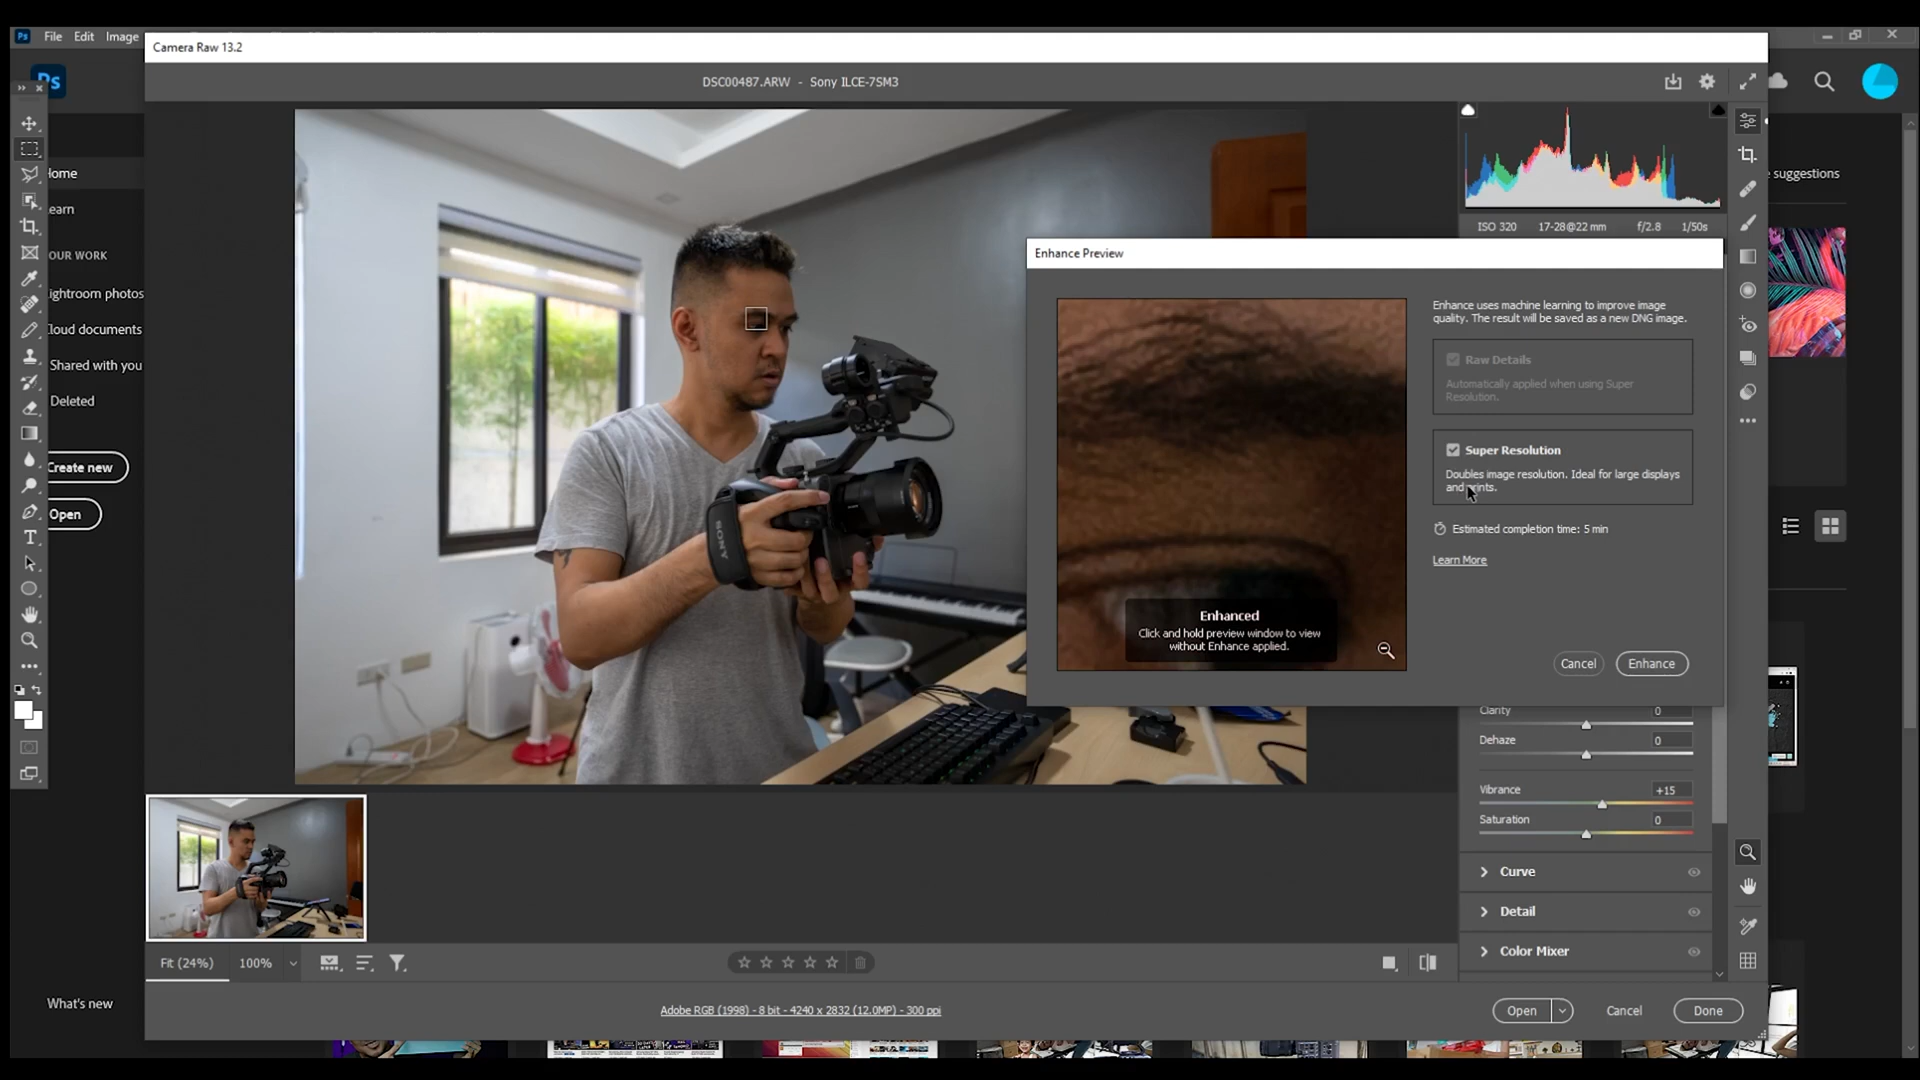 Ps File Edit Image
Camera Raw 13.2
Ps
DSC00487.ARW - Sony ILCE-7SM3
Home
earn
OUR WORK
ightroom photos
Cloud documents
Shared with you
Deleted
Create new
Open
What's new
suggestions
ISO 320 17-28@22 mm f/2.8 1/50s
Enhance Preview
Enhance uses machine learning to improve image
quality. The result will be saved as a new DNG image.
Raw Details
Automatically applied when using Super
Resolution.
Super Resolution
Doubles image resolution. Ideal for large displays
and prints.
Estimated completion time: 5 min
Learn More
Enhanced
Click and hold preview window to view
without Enhance applied.
Cancel Enhance
SONY
Clarity 0
Dehaze 0
Vibrance +15
Saturation 0
Curve
Detail
Color Mixer
Fit (24%) 100%
Adobe RGB (1998) - 8 bit - 4240 x 2832 (12.0MP) - 300 ppi
Open Cancel Done